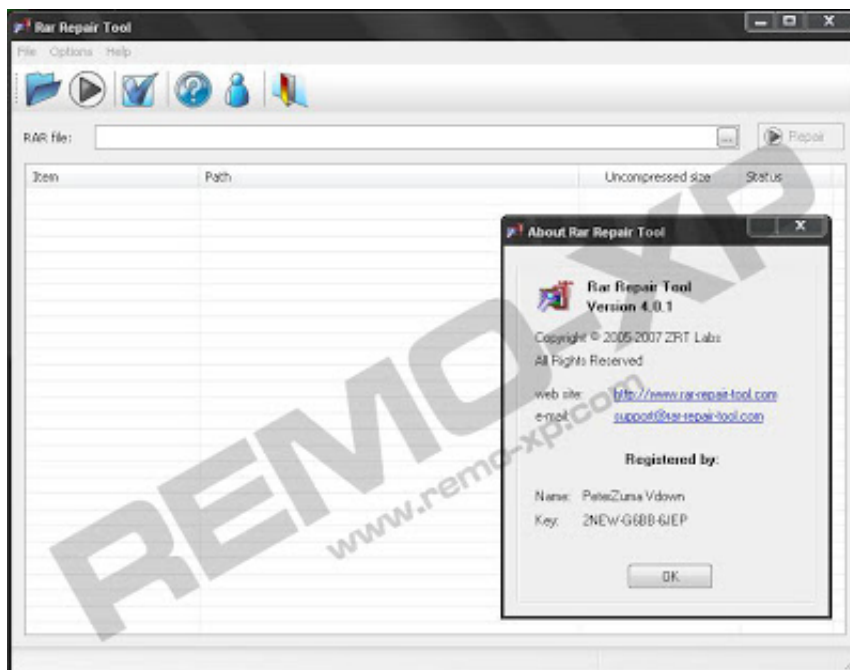 Rar Repair Tool
File Options Help
RAR file:
...
Repair
Item Path Uncompressed size Status
About Rar Repair Tool
Rar Repair Tool
Version 4.0.1
Copyright © 2005-2007 ZRT Labs
All Rights Reserved
web site: http://www.rar-repair-tool.com
e-mail: support@rar-repair-tool.com
Registered by:
Name: PeterZuma Vdown
Key: 2NEW-G6BB-6JEP
OK
REMO-XP
www.remo-xp.com